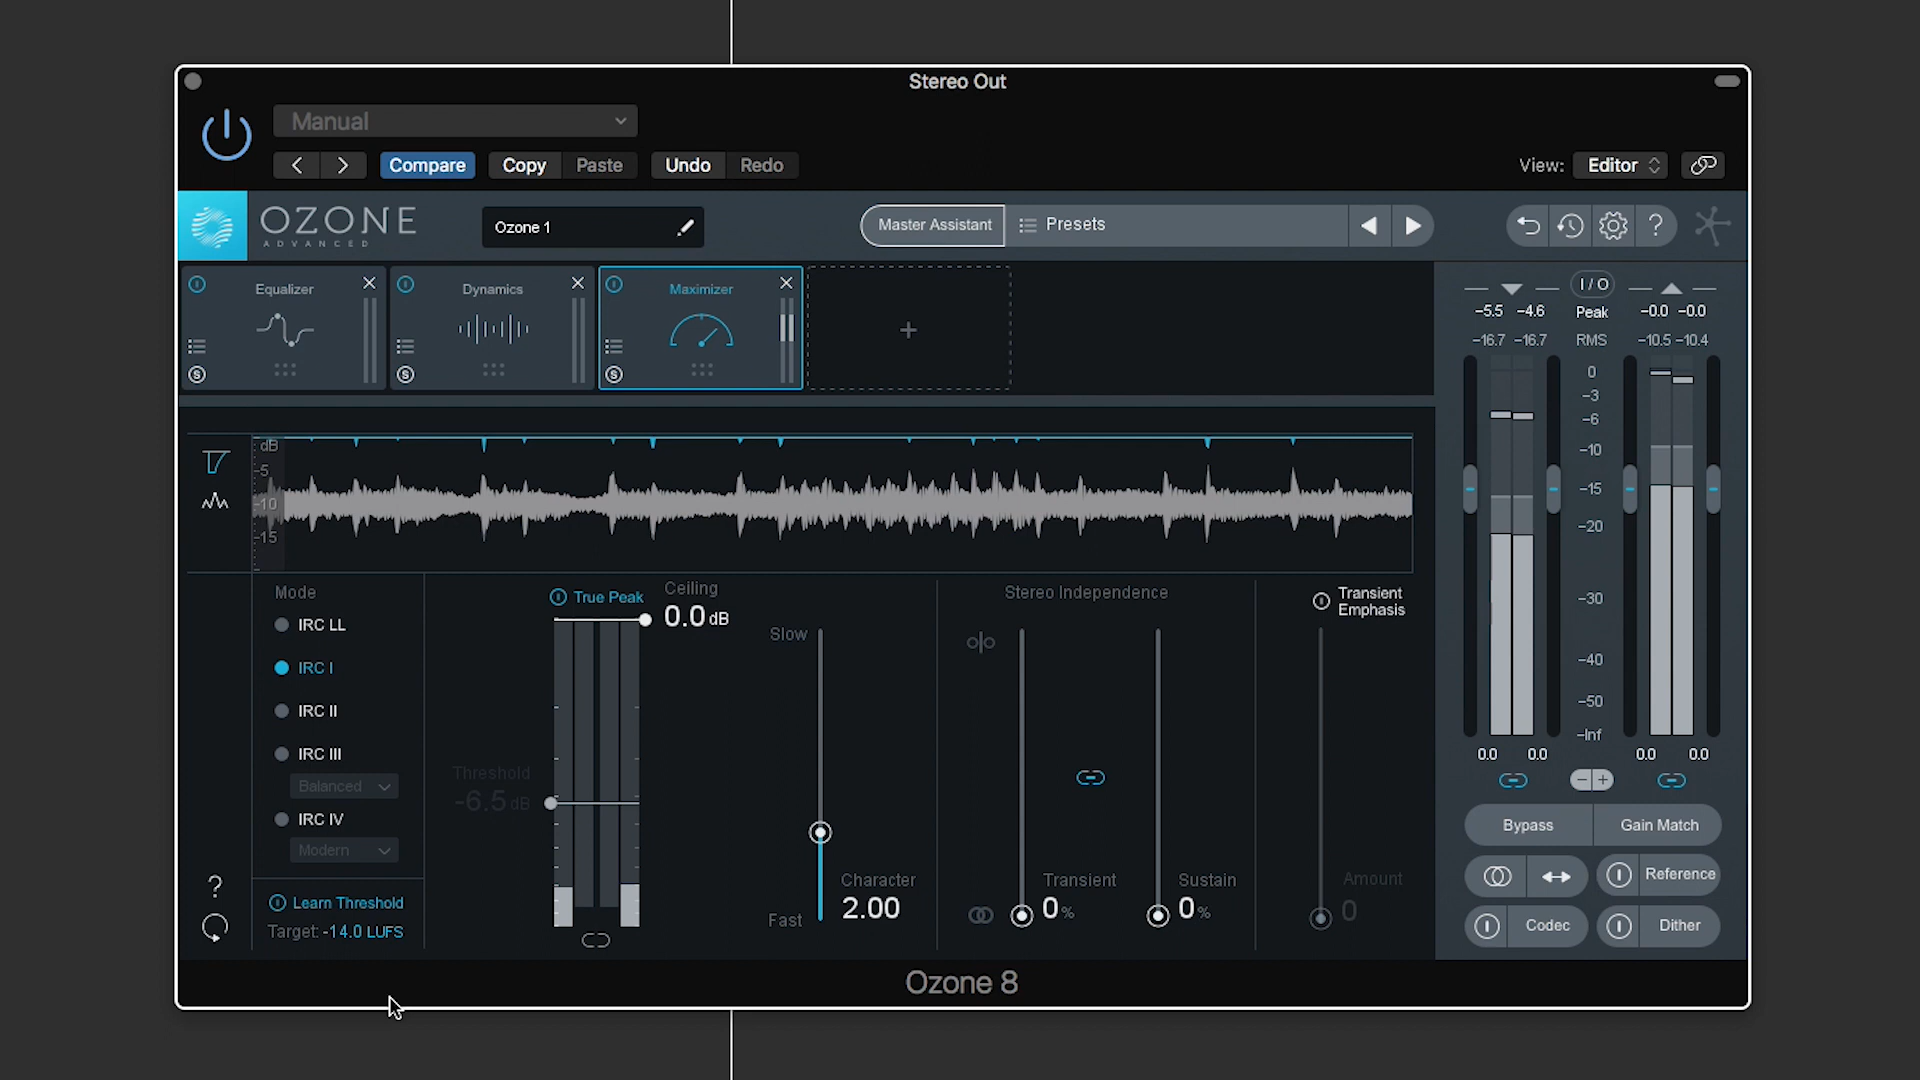 Stereo Out
Manual
Compare Copy Paste Undo Redo
View: Editor
OZONE
ADVANCED
Ozone 1
Master Assistant
Presets
?
Equalizer
Dynamics
Maximizer
S
S
S
+
I / O
-5.5 -4.6 Peak -0.0 -0.0
-16.7 -16.7 RMS -10.5 -10.4
0
-3
-6
-10
-15
-20
-30
-40
-50
-Inf
0.0 0.0 0.0 0.0
- +
Bypass
Gain Match
Reference
Codec
Dither
dB
-5
-10
-15
Mode
IRC LL
IRC I
IRC II
IRC III
Balanced
IRC IV
Modern
Learn Threshold
Target: -14.0 LUFS
?
True Peak
Ceiling
0.0 dB
Threshold
-6.5 dB
Slow
Fast
Character
2.00
Stereo Independence
Transient
0 %
Sustain
0 %
Transient
Emphasis
Amount
0
Ozone 8